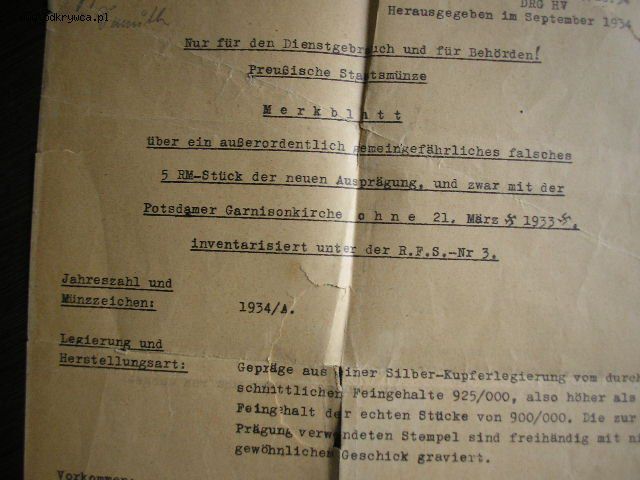 odkrywca.pl
DRG HV
Herausgegeben im September 1934
Nur für den Dienstgebrauch und für Behörden!
Preußische Staatsmünze
Merkblatt
über ein außerordentlich gemeingefährliches falsches
5 RM-Stück der neuen Ausprägung, und zwar mit der
Potsdamer Garnisonkirche ohne 21. März 卐 1933 卐,
inventarisiert unter der R.F.S.-Nr 3.
Jahreszahl und
Münzzeichen:
1934/A.
Legierung und
Herstellungsart:
Gepräge aus einer Silber-Kupferlegierung vom durch
schnittlichen Feingehalte 925/000, also höher als
Feingehalt der echten Stücke von 900/000. Die zur
Prägung verwendeten Stempel sind freihändig mit
gewöhnlichem Geschick graviert.